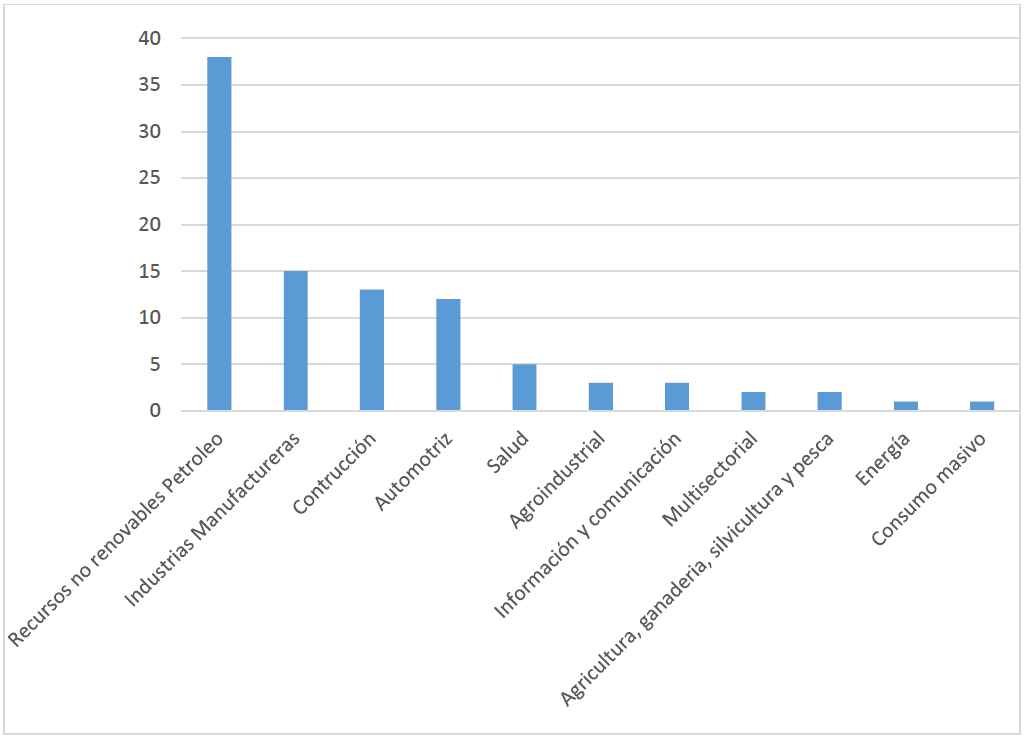 40
35
30
25
20
15
10
5
0
Recursos no renovables Petroleo
Industrias Manufactureras
Contrucción
Automotriz
Salud
Agroindustrial
Información y comunicación
Multisectorial
Agricultura, ganaderia, silvicultura y pesca
Energía
Consumo masivo